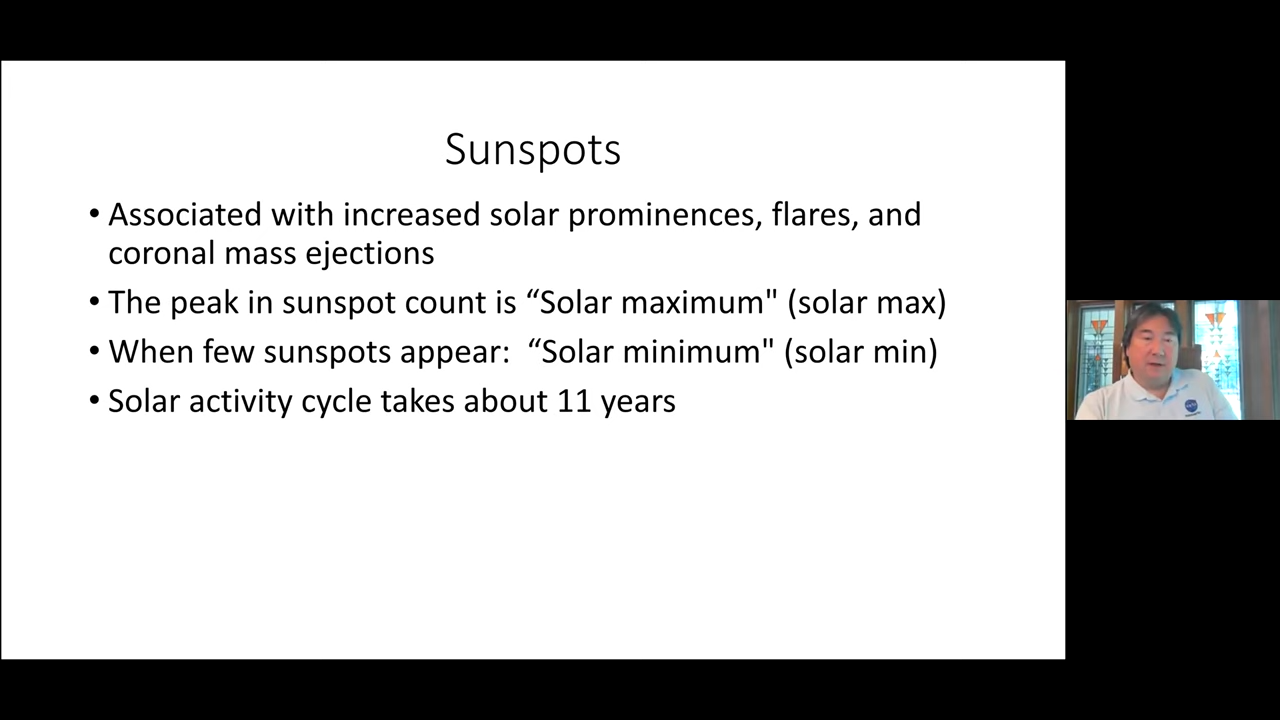 Sunspots
• Associated with increased solar prominences, flares, and
coronal mass ejections
• The peak in sunspot count is “Solar maximum" (solar max)
• When few sunspots appear:  “Solar minimum" (solar min)
• Solar activity cycle takes about 11 years